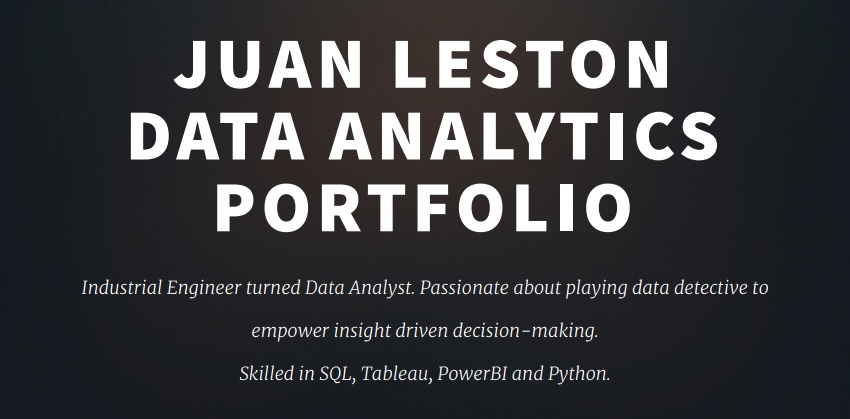 JUAN LESTON
DATA ANALYTICS
PORTFOLIO
Industrial Engineer turned Data Analyst. Passionate about playing data detective to
empower insight driven decision-making.
Skilled in SQL, Tableau, PowerBI and Python.